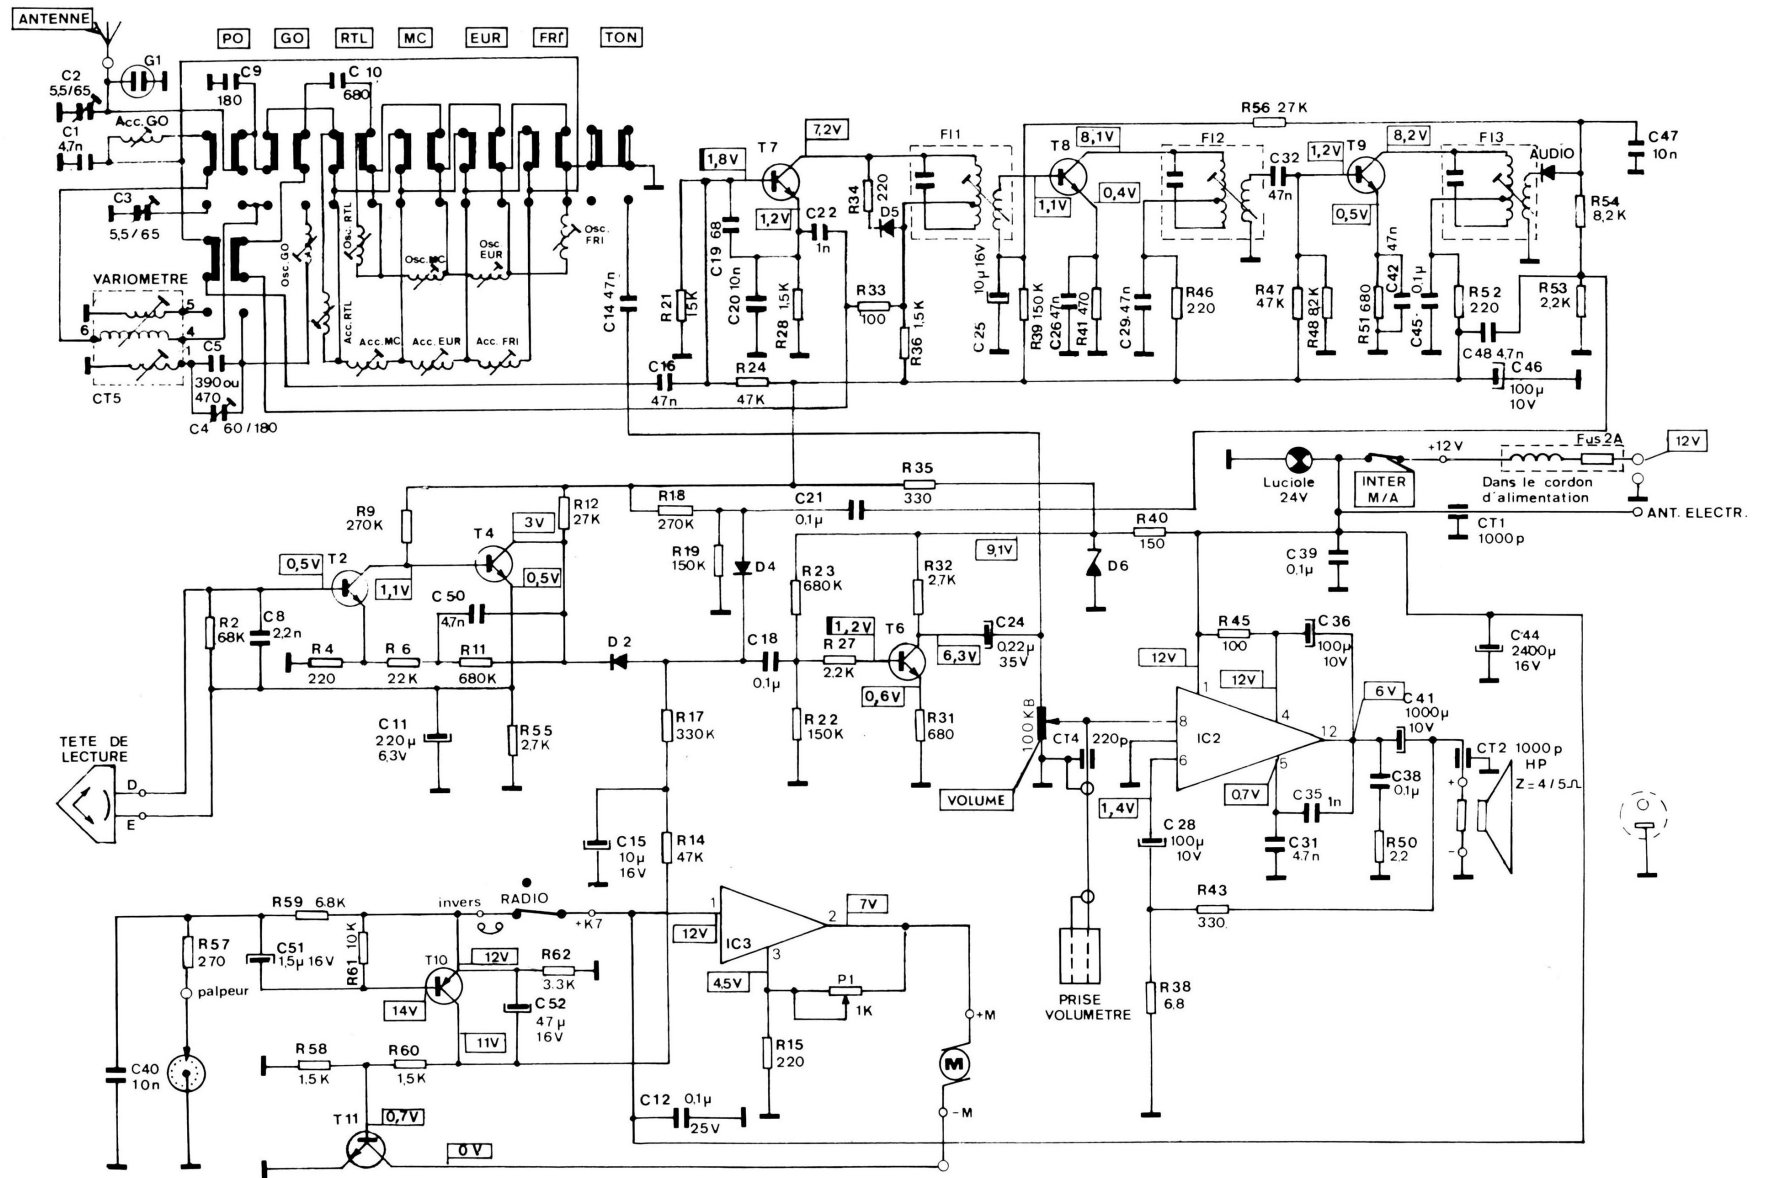 ANTENNE
PO GO RTL MC EUR FRI TON
G1
C2
5,5/65
C9
180
C 10
680
Acc. GO
C1
4,7n
C3
5,5/65
VARIOMETRE
5
6
4
1
CT5
C5
390 ou
470
C4 60/180
Osc. GO
Osc. RTL
Acc. RTL
Osc. MC
Osc
EUR
Osc.
FRI
Acc. MC
Acc. EUR
Acc. FRI
C14 47n
C16
47n
R21
15K
1,8V
T7
7,2V
1,2V
C19 68
C20 10n
R28 1,5K
C22
1n
R24
47K
R33
100
R34
220
D5
R36 1,5K
FI1
10µ 16V
C25
R39 150K
R56 27K
T8
8,1V
1,1V
0,4V
C26 47n
R41 470
C29 47n
R46
220
FI2
C32
47n
R47
47K
R48 82K
1,2V
T9
8,2V
0,5V
R51 680
C42 47n
C45 0,1µ
R52
220
FI3
AUDIO
C48 4,7n
R54
8,2K
R53
2,2K
C47
10n
C46
100µ
10V
R35
330
Luciole
24V
INTER
M/A
+12V
Fus 2A
12V
Dans le cordon
d'alimentation
ANT. ELECTR.
CT1
1000p
R9
270K
R12
27K
R18
270K
C21
0,1µ
R19
150K
D4
3V
T4
0,5V
T2
0,5V
1,1V
R2
68K
C8
2,2n
R4
220
R6
22K
C50
4,7n
R11
680K
D2
C11
220µ
6,3V
R55
2,7K
TETE DE
LECTURE
D
E
R17
330K
C18
0,1µ
R23
680K
R22
150K
1,2V
R27
2.2K
T6
0,6V
R32
2,7K
9,1V
6,3V
R31
680
C24
0,22µ
35V
D6
R40
150
C39
0,1µ
100KB
VOLUME
CT4
220p
PRISE
VOLUMETRE
R45
100
C36
100µ
10V
12V
12V
1
4
8
6
5
12
IC2
0,7V
1,4V
6V
C41
1000µ
10V
C44
2400µ
16V
C28
100µ
10V
C31
4.7n
C35
1n
C38
0,1µ
R50
2.2
CT2 1000p
HP
Z = 4/5Ω
+
-
R43
330.
R38
6,8
C15
10µ
16V
R14
47K
R59 6.8K
invers
RADIO
+K7
R57
270
palpeur
C51
1,5µ 16V
R61 10K
T10
12V
14V
11V
R62
3.3K
C52
47µ
16V
C40
10n
R58
1.5K
R60
1,5K
T11
0,7V
0V
1
12V
IC3
2
3
7V
4,5V
P1
1K
R15
220
C12 0,1µ
25V
+M
M
-M